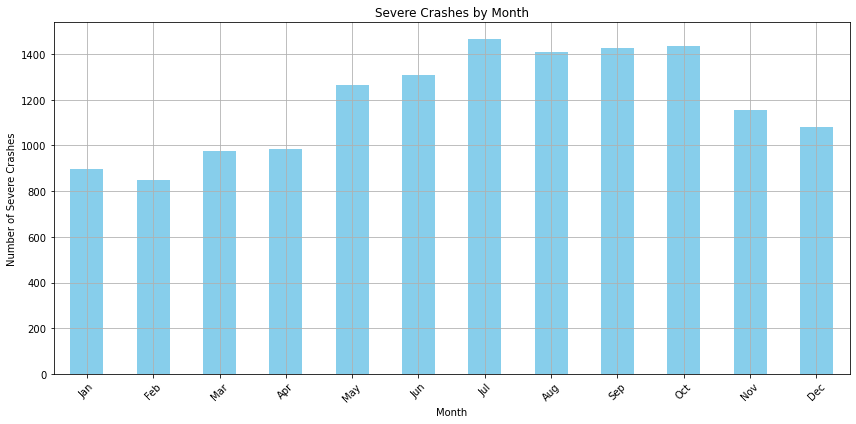 Severe Crashes by Month
Number of Severe Crashes
1400
1200
1000
800
600
400
200
0
Jan
Feb
Mar
Apr
May
Jun
Jul
Aug
Sep
Oct
Nov
Dec
Month